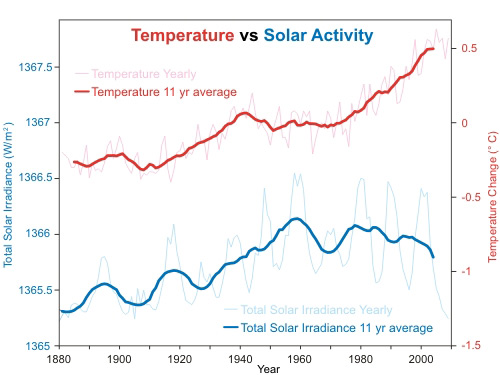 Temperature vs Solar Activity
Temperature Yearly
Temperature 11 yr average
Total Solar Irradiance Yearly
Total Solar Irradiance 11 yr average
Total Solar Irradiance (W/m²)
1367.5
1367
1366.5
1366
1365.5
1365
0.5
0
-0.5
-1
-1.5
Temperature Change (° C)
1880 1900 1920 1940 1960 1980 2000
Year